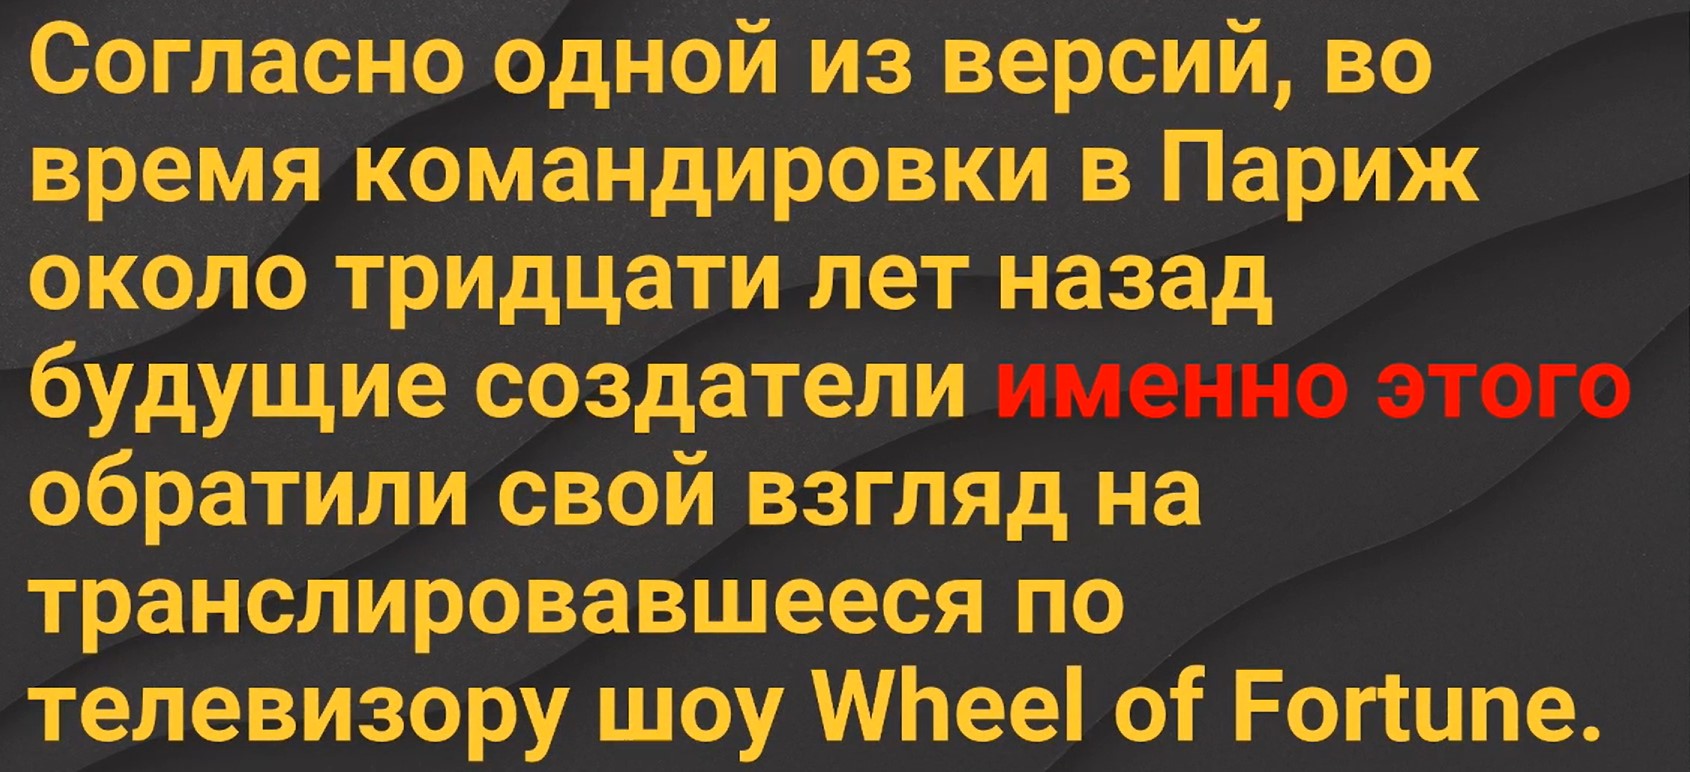 Согласно одной из версий, во
время командировки в Париж
около тридцати лет назад
будущие создатели именно этого
обратили свой взгляд на
транслировавшееся по
телевизору шоу Wheel of Fortune.